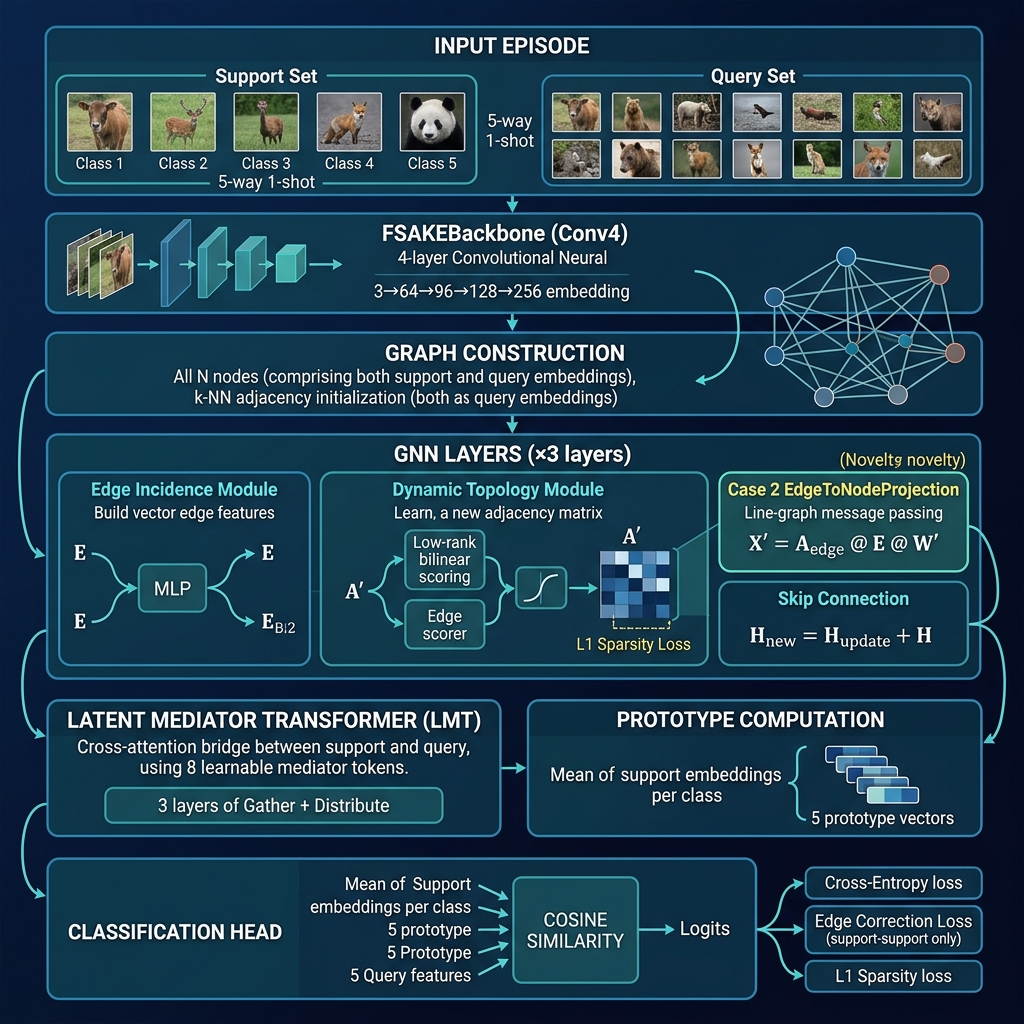 INPUT EPISODE
Support Set
Class 1
Class 2
Class 3
Class 4
Class 5
5-way 1-shot
5-way
1-shot
Query Set
FSAKEBackbone (Conv4)
4-layer Convolutional Neural
3→64→96→128→256 embedding
GRAPH CONSTRUCTION
All N nodes (comprising both support and query embeddings),
k-NN adjacency initialization (both as query embeddings)
GNN LAYERS (×3 layers)
(Novelty novelty)
Edge Incidence Module
Build vector edge features
E
E
MLP
E
E
Dynamic Topology Module
Learn, a new adjacency matrix
A′
Low-rank
bilinear
scoring
Edge
scorer
A′
L1 Sparsity Loss
Case 2 EdgeToNodeProjection
Line-graph message passing
X′ = A_edge @ E @ W′
Skip Connection
H_new = H_update + H
LATENT MEDIATOR TRANSFORMER (LMT)
Cross-attention bridge between support and query,
using 8 learnable mediator tokens.
3 layers of Gather + Distribute
PROTOTYPE COMPUTATION
Mean of support embeddings
per class
5 prototype vectors
CLASSIFICATION HEAD
Mean of Support
embeddings per class
5 prototype
5 Prototype
5 Query features
COSINE
SIMILARITY
Logits
Cross-Entropy loss
Edge Correction Loss
(support-support only)
L1 Sparsity loss